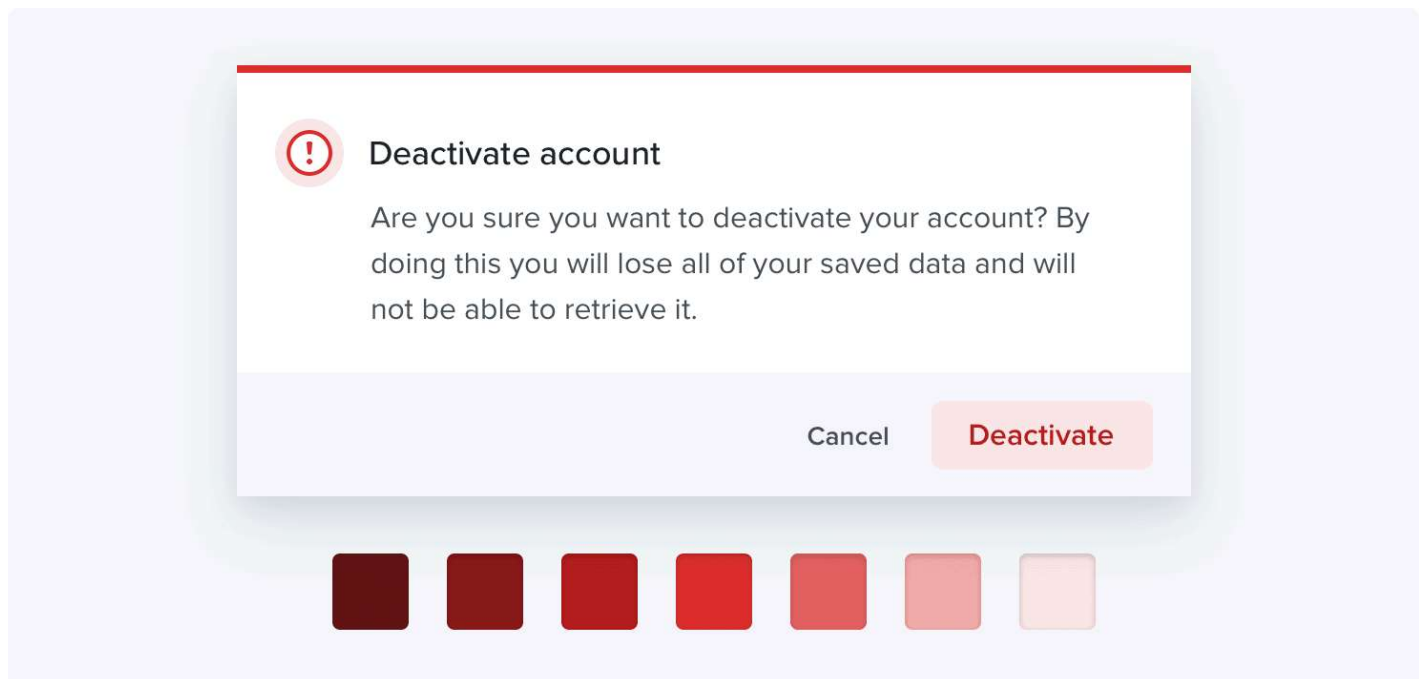 Deactivate account
Are you sure you want to deactivate your account? By
doing this you will lose all of your saved data and will
not be able to retrieve it.
Cancel
Deactivate